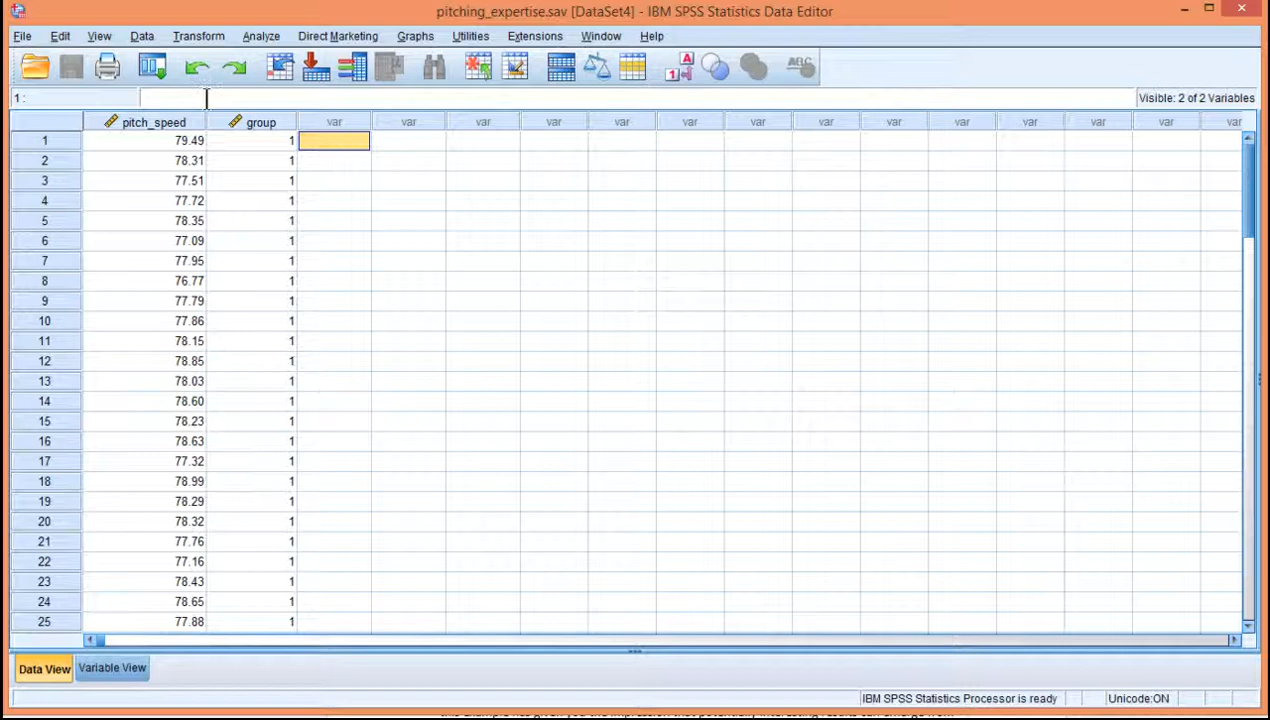 pitching_expertise.sav [DataSet4] - IBM SPSS Statistics Data Editor
File Edit View Data Transform Analyze Direct Marketing Graphs Utilities Extensions Window Help
1 : Visible: 2 of 2 Variables
pitch_speed group var var var var var var var var var var var var var var
1 79.49 1
2 78.31 1
3 77.51 1
4 77.72 1
5 78.35 1
6 77.09 1
7 77.95 1
8 76.77 1
9 77.79 1
10 77.86 1
11 78.15 1
12 78.85 1
13 78.03 1
14 78.60 1
15 78.23 1
16 78.63 1
17 77.32 1
18 78.99 1
19 78.29 1
20 78.32 1
21 77.76 1
22 77.16 1
23 78.43 1
24 78.65 1
25 77.88 1
Data View Variable View
IBM SPSS Statistics Processor is ready Unicode:ON